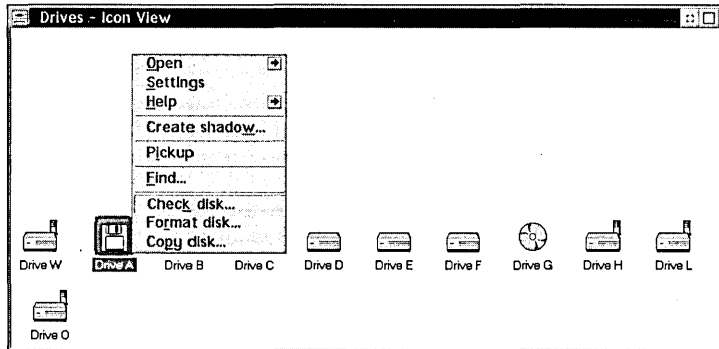 Drives - Icon View
Open
Settings
Help
Create shadow...
Pickup
Find...
Check disk...
Format disk...
Copy disk...
Drive W
Drive A
Drive B
Drive C
Drive D
Drive E
Drive F
Drive G
Drive H
Drive L
Drive O